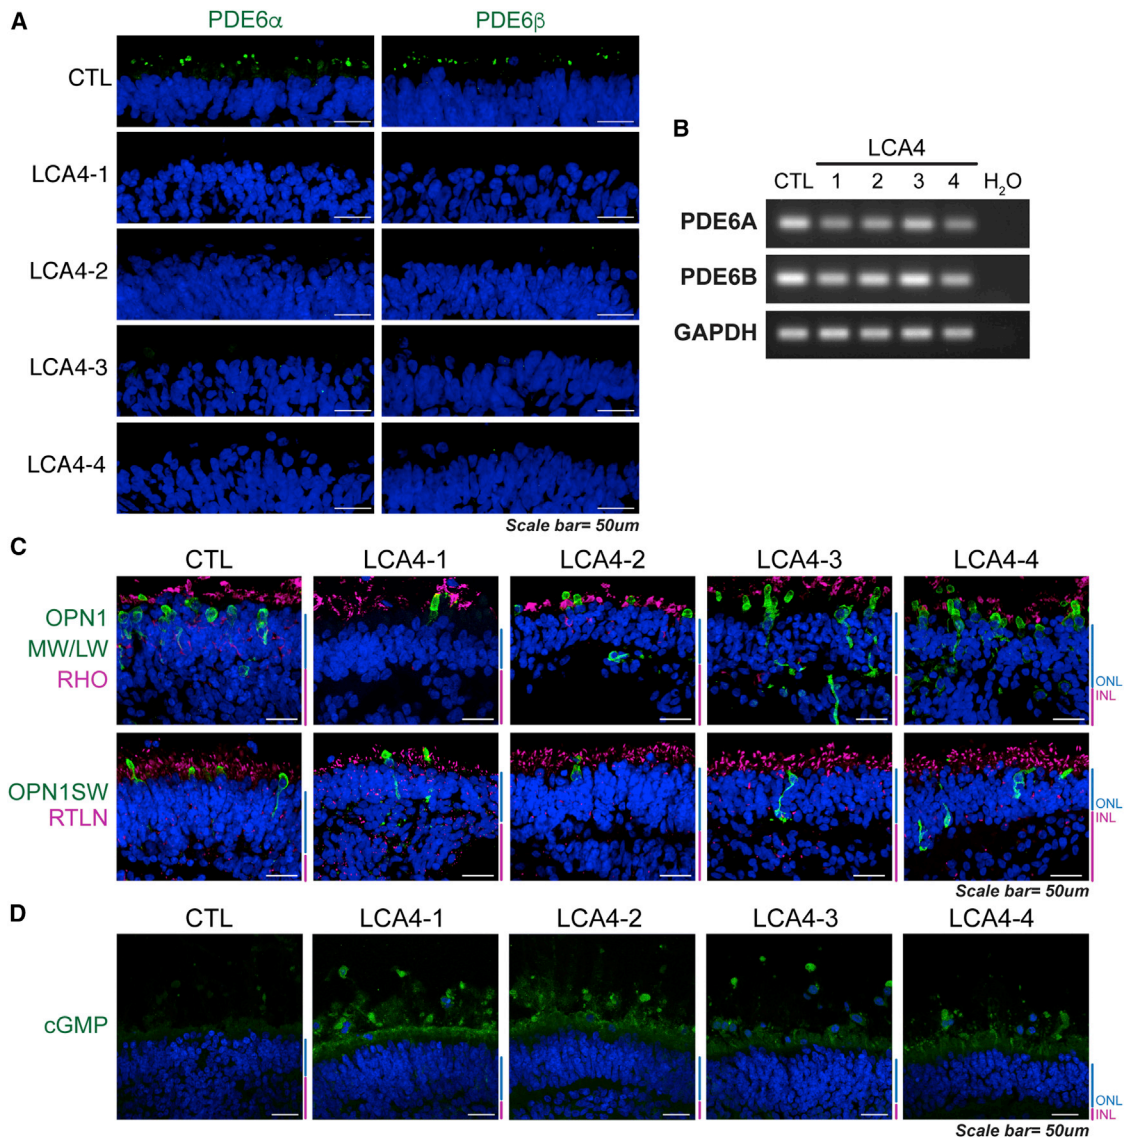 A
PDE6α
PDE6β
CTL
LCA4-1
LCA4-2
LCA4-3
LCA4-4
Scale bar= 50um
B
LCA4
CTL 1 2 3 4 H₂O
PDE6A
PDE6B
GAPDH
C
CTL LCA4-1 LCA4-2 LCA4-3 LCA4-4
OPN1
MW/LW
RHO
ONL
INL
OPN1SW
RTLN
ONL
INL
Scale bar= 50um
D
CTL LCA4-1 LCA4-2 LCA4-3 LCA4-4
cGMP
ONL
INL
Scale bar= 50um